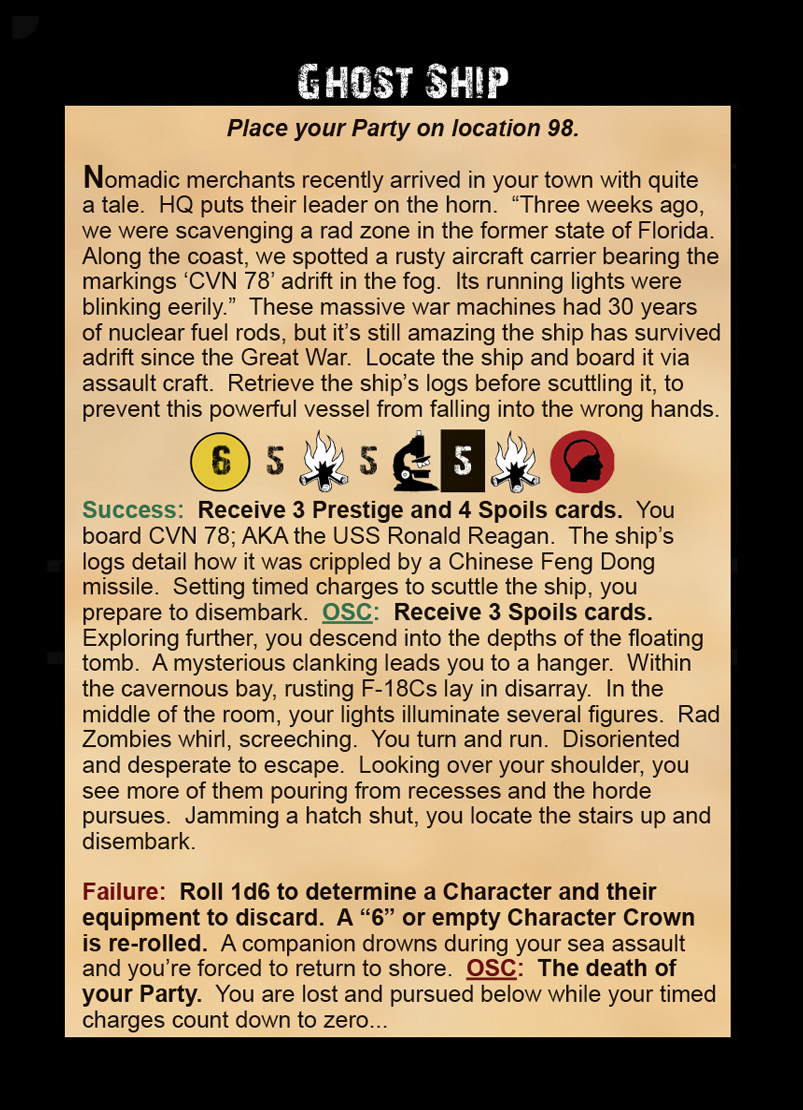 GHOST SHIP
Place your Party on location 98.
Nomadic merchants recently arrived in your town with quite
a tale.  HQ puts their leader on the horn.  “Three weeks ago,
we were scavenging a rad zone in the former state of Florida.
Along the coast, we spotted a rusty aircraft carrier bearing the
markings ‘CVN 78’ adrift in the fog.  Its running lights were
blinking eerily.”  These massive war machines had 30 years
of nuclear fuel rods, but it’s still amazing the ship has survived
adrift since the Great War.  Locate the ship and board it via
assault craft.  Retrieve the ship’s logs before scuttling it, to
prevent this powerful vessel from falling into the wrong hands.
6 5 5 5
Success:  Receive 3 Prestige and 4 Spoils cards.  You
board CVN 78; AKA the USS Ronald Reagan.  The ship’s
logs detail how it was crippled by a Chinese Feng Dong
missile.  Setting timed charges to scuttle the ship, you
prepare to disembark.  OSC:  Receive 3 Spoils cards.
Exploring further, you descend into the depths of the floating
tomb.  A mysterious clanking leads you to a hanger.  Within
the cavernous bay, rusting F-18Cs lay in disarray.  In the
middle of the room, your lights illuminate several figures.  Rad
Zombies whirl, screeching.  You turn and run.  Disoriented
and desperate to escape.  Looking over your shoulder, you
see more of them pouring from recesses and the horde
pursues.  Jamming a hatch shut, you locate the stairs up and
disembark.
Failure:  Roll 1d6 to determine a Character and their
equipment to discard.  A “6” or empty Character Crown
is re-rolled.  A companion drowns during your sea assault
and you’re forced to return to shore.  OSC:  The death of
your Party.  You are lost and pursued below while your timed
charges count down to zero...